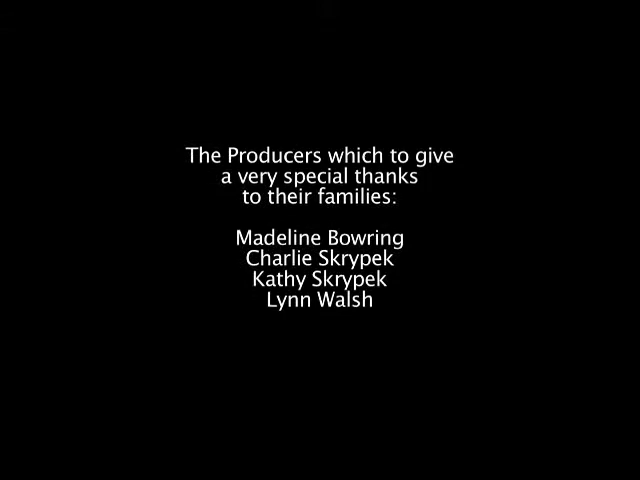 The Producers which to give
a very special thanks
to their families:
Madeline Bowring
Charlie Skrypek
Kathy Skrypek
Lynn Walsh